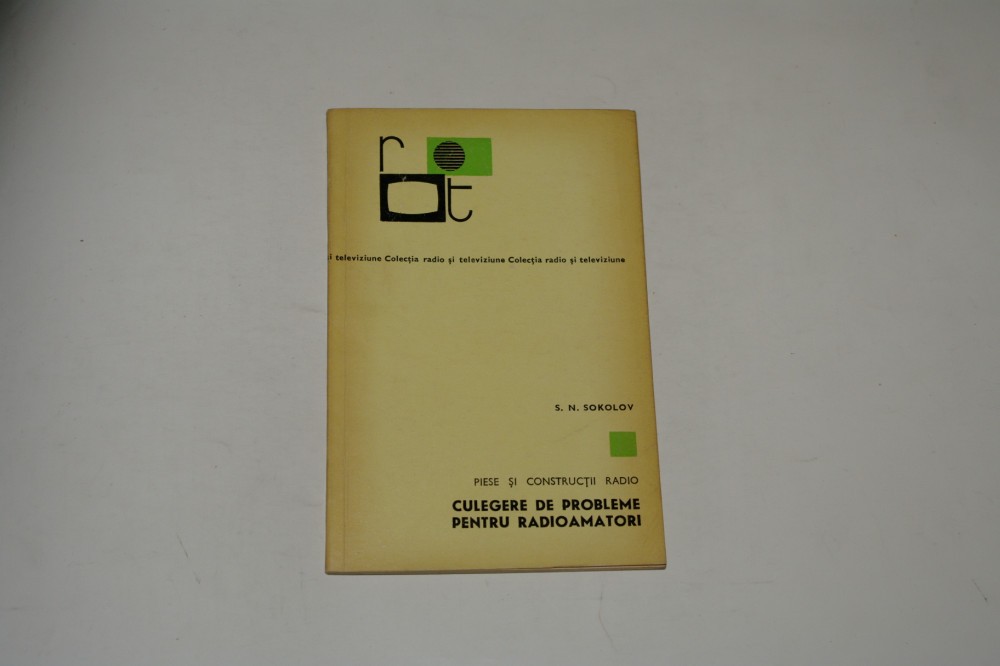 r
t
i televiziune Colecția radio și televiziune Colecția radio și televiziune
S. N. SOKOLOV
PIESE ȘI CONSTRUCȚII RADIO
CULEGERE DE PROBLEME
PENTRU RADIOAMATORI